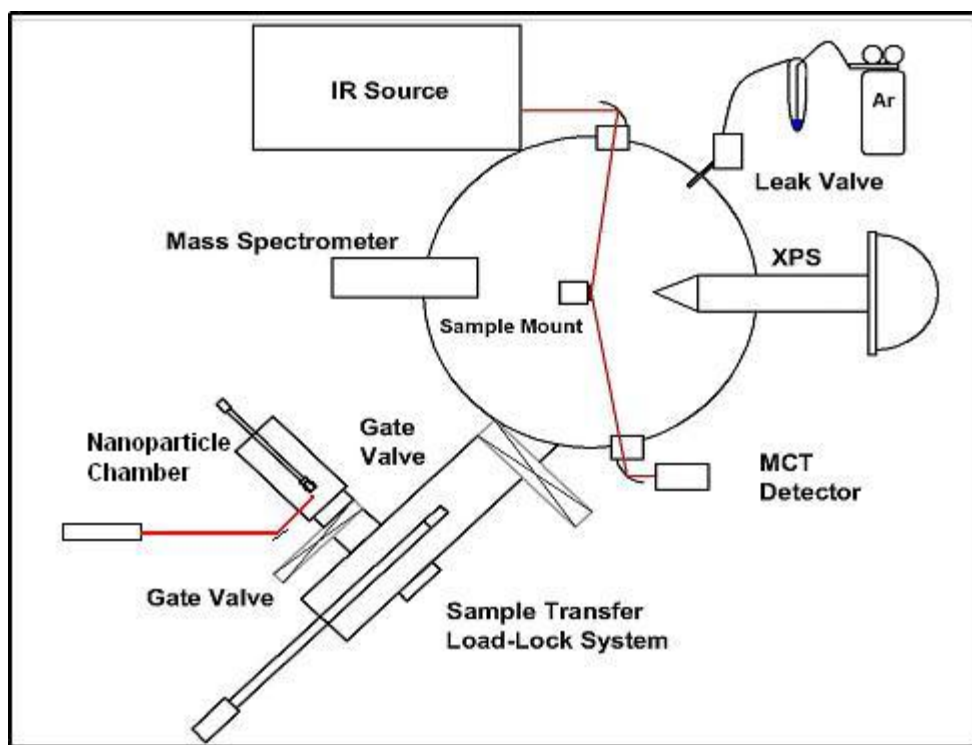 IR Source
Ar
Leak Valve
Mass Spectrometer
XPS
Sample Mount
Nanoparticle
Chamber
Gate
Valve
MCT
Detector
Gate Valve
Sample Transfer
Load-Lock System